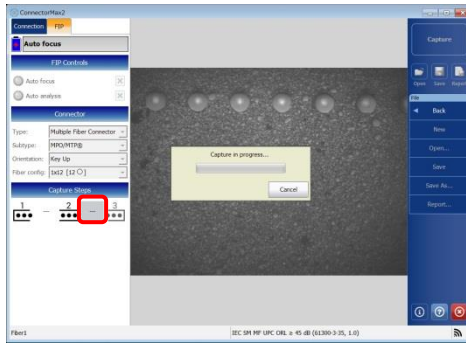 ConnectorMax2
Connection FIP
Auto focus
FIP Controls
Auto focus
Auto analysis
Connector
Type: Multiple Fiber Connector
Subtype: MPO/MTP®
Orientation: Key Up
Fiber config: 1x12 [12 O]
Capture Steps
1 – 2 – 3
Capture in progress...
Cancel
Capture
Open Save Report
File
Back
New
Open...
Save
Save As...
Report...
Fiber1
IEC SM MF UPC ORL ≥ 45 dB (61300-3-35, 1.0)